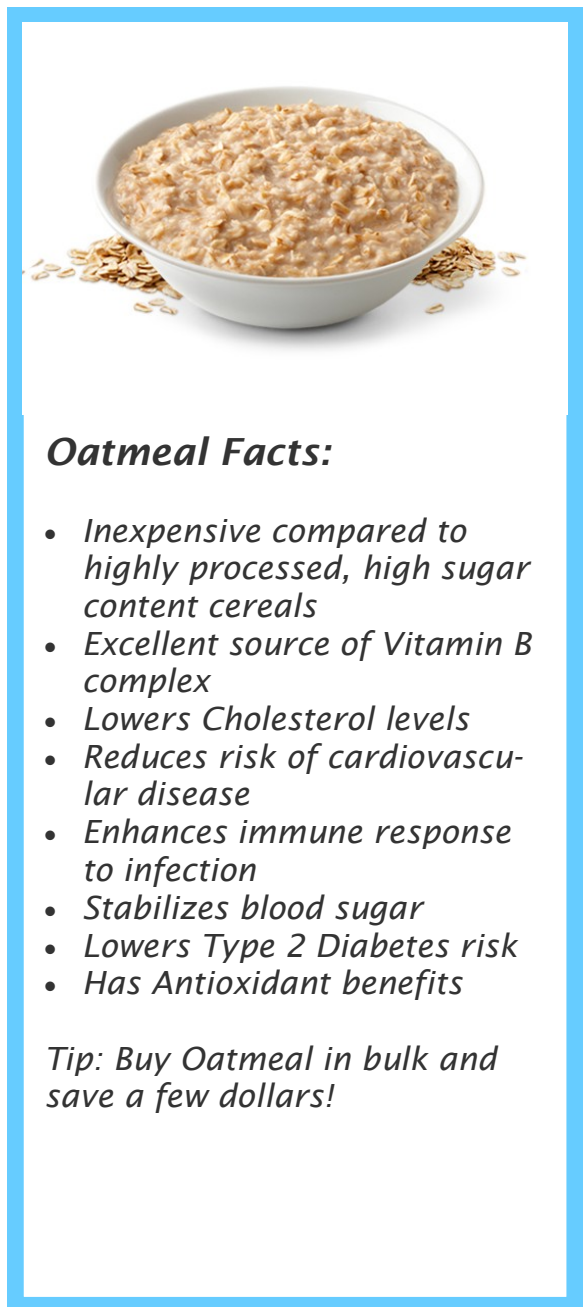 Oatmeal Facts:
• Inexpensive compared to
highly processed, high sugar
content cereals
• Excellent source of Vitamin B
complex
• Lowers Cholesterol levels
• Reduces risk of cardiovascu-
lar disease
• Enhances immune response
to infection
• Stabilizes blood sugar
• Lowers Type 2 Diabetes risk
• Has Antioxidant benefits
Tip: Buy Oatmeal in bulk and
save a few dollars!